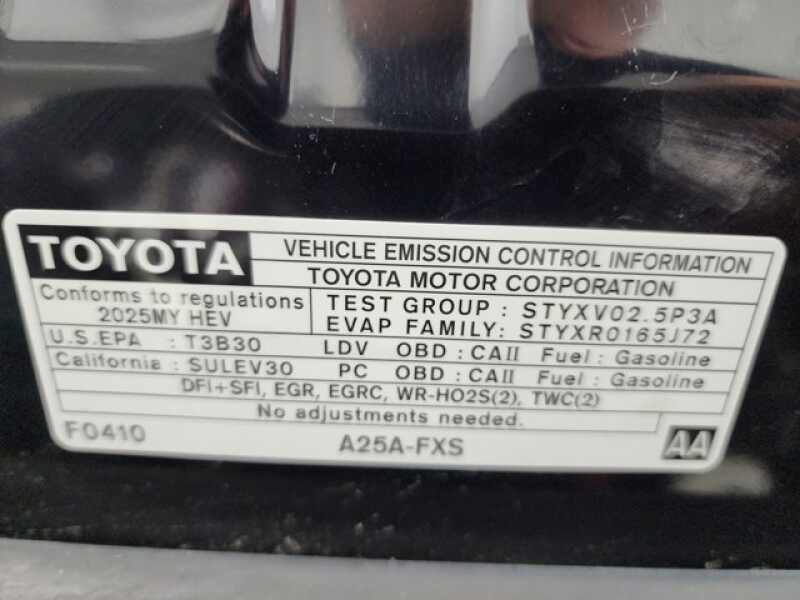 TOYOTA VEHICLE EMISSION CONTROL INFORMATION
TOYOTA MOTOR CORPORATION
Conforms to regulations
2025MY HEV
TEST GROUP : STYXV02.5P3A
EVAP FAMILY: STYXR0165J72
U.S.EPA : T3B30 LDV OBD : CAII Fuel : Gasoline
California : SULEV30 PC OBD : CAII Fuel : Gasoline
DFI+SFI, EGR, EGRC, WR-HO2S(2), TWC(2)
No adjustments needed.
F0410 A25A-FXS AA